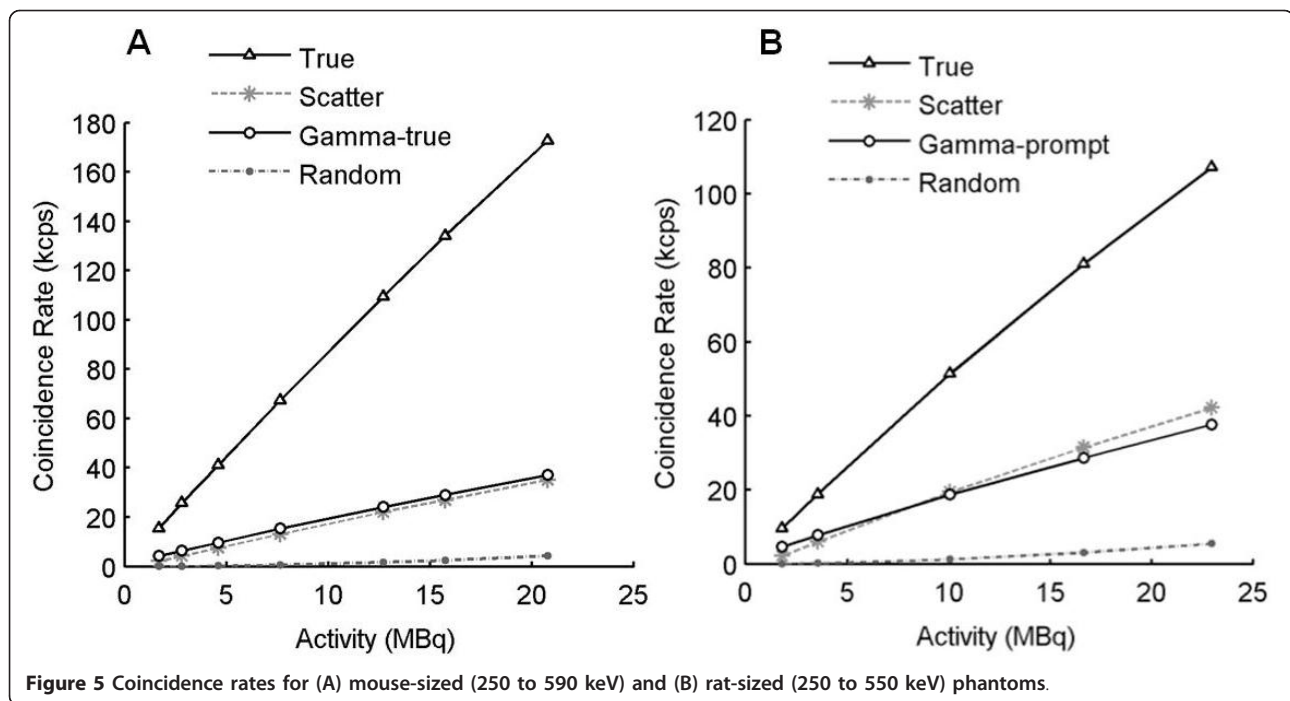 A
True
Scatter
Gamma-true
Random
180
160
140
120
100
80
60
40
20
0
Coincidence Rate (kcps)
0 5 10 15 20 25
Activity (MBq)
B
True
Scatter
Gamma-prompt
Random
120
100
80
60
40
20
0
Coincidence Rate (kcps)
0 5 10 15 20 25
Activity (MBq)
Figure 5 Coincidence rates for (A) mouse-sized (250 to 590 keV) and (B) rat-sized (250 to 550 keV) phantoms.